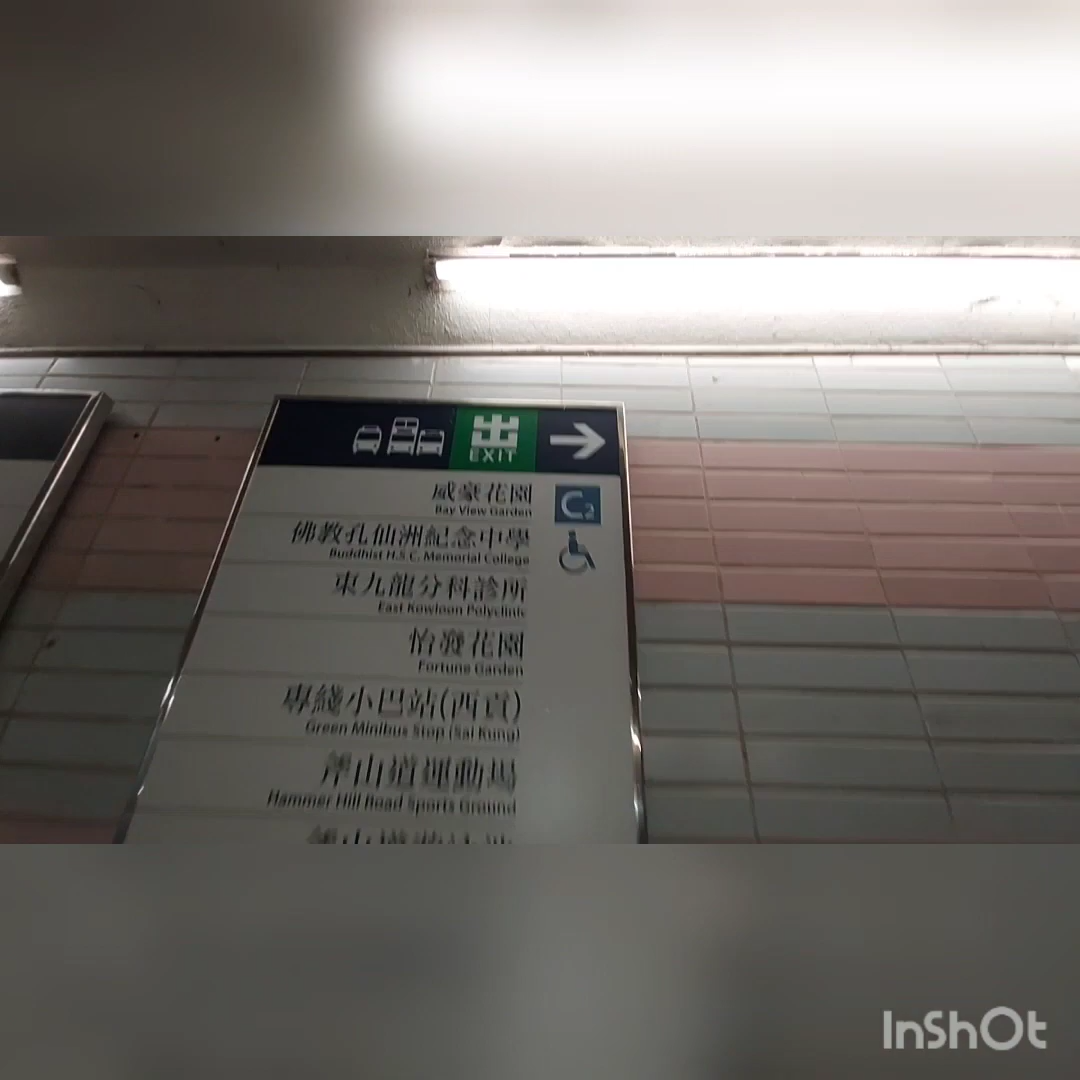 出
EXIT
威豪花園
Bay View Garden
C2
佛教孔仙洲紀念中學
Buddhist H.S.C. Memorial College
東九龍分科診所
East Kowloon Polyclinic
怡發花園
Fortune Garden
專綫小巴站(西貢)
Green Minibus Stop (Sai Kung)
斧山道運動場
Hammer Hill Road Sports Ground
InShOt